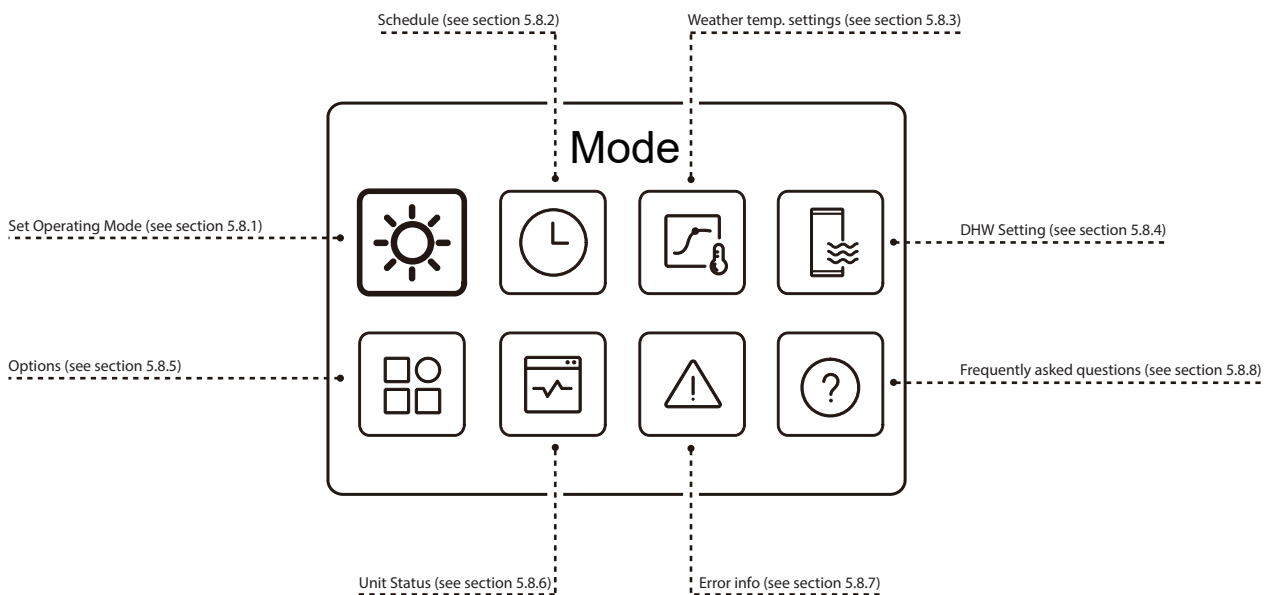 Schedule (see section 5.8.2)
Weather temp. settings (see section 5.8.3)
Mode
Set Operating Mode (see section 5.8.1)
DHW Setting (see section 5.8.4)
Options (see section 5.8.5)
Frequently asked questions (see section 5.8.8)
?
Unit Status (see section 5.8.6)
Error info (see section 5.8.7)